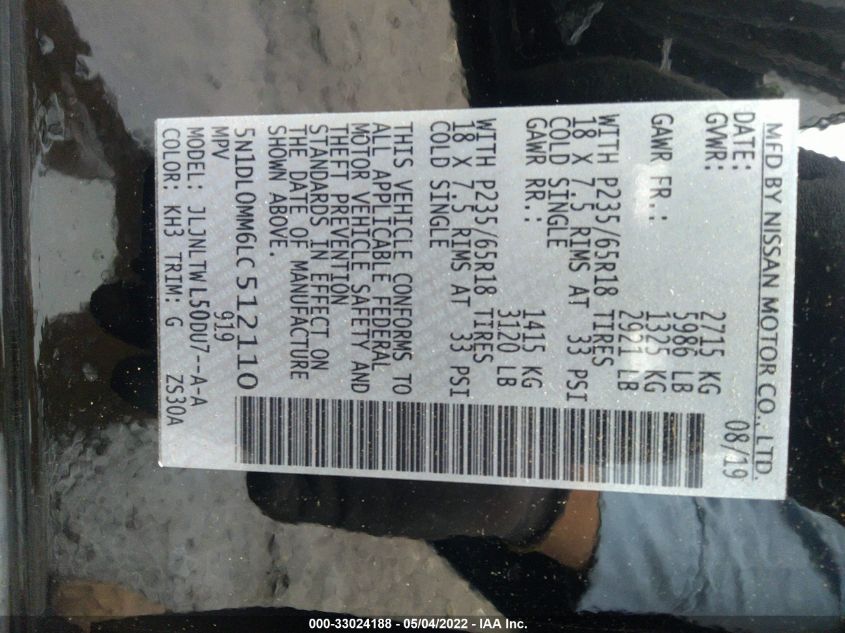 MFD BY NISSAN MOTOR CO., LTD.
DATE: 08/19
GVWR: 2715 KG
5986 LB
GAWR FR.: 1325 KG
2921 LB
WITH P235/65R18 TIRES
18 X 7.5 RIMS AT 33 PSI
COLD SINGLE
GAWR RR.: 1415 KG
3120 LB
WITH P235/65R18 TIRES
18 X 7.5 RIMS AT 33 PSI
COLD SINGLE
THIS VEHICLE CONFORMS TO
ALL APPLICABLE FEDERAL
MOTOR VEHICLE SAFETY AND
THEFT PREVENTION
STANDARDS IN EFFECT ON
THE DATE OF MANUFACTURE
SHOWN ABOVE.
5N1DL0MM6LC512110
MPV 919
MODEL: JLJNLTWL50DU7--A-A
COLOR: KH3 TRIM: G ZS30A
000-33024188 - 05/04/2022 - IAA Inc.